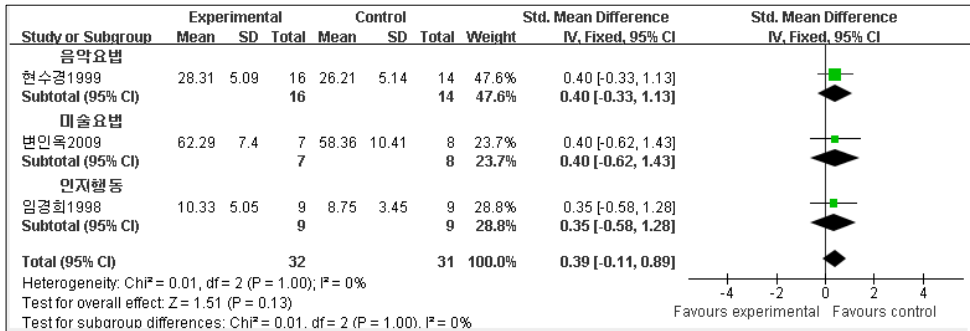 Experimental Control Std. Mean Difference Std. Mean Difference
Study or Subgroup Mean SD Total Mean SD Total Weight IV, Fixed, 95% CI IV, Fixed, 95% CI
음악요법
현수경1999 28.31 5.09 16 26.21 5.14 14 47.6% 0.40 [-0.33, 1.13]
Subtotal (95% CI) 16 14 47.6% 0.40 [-0.33, 1.13]
미술요법
변인옥2009 62.29 7.4 7 58.36 10.41 8 23.7% 0.40 [-0.62, 1.43]
Subtotal (95% CI) 7 8 23.7% 0.40 [-0.62, 1.43]
인지행동
임경희1998 10.33 5.05 9 8.75 3.45 9 28.8% 0.35 [-0.58, 1.28]
Subtotal (95% CI) 9 9 28.8% 0.35 [-0.58, 1.28]
Total (95% CI) 32 31 100.0% 0.39 [-0.11, 0.89]
Heterogeneity: Chi² = 0.01, df = 2 (P = 1.00); I² = 0%
Test for overall effect: Z = 1.51 (P = 0.13)
Test for subgroup differences: Chi² = 0.01, df = 2 (P = 1.00), I² = 0%
-4 -2 0 2 4
Favours experimental Favours control